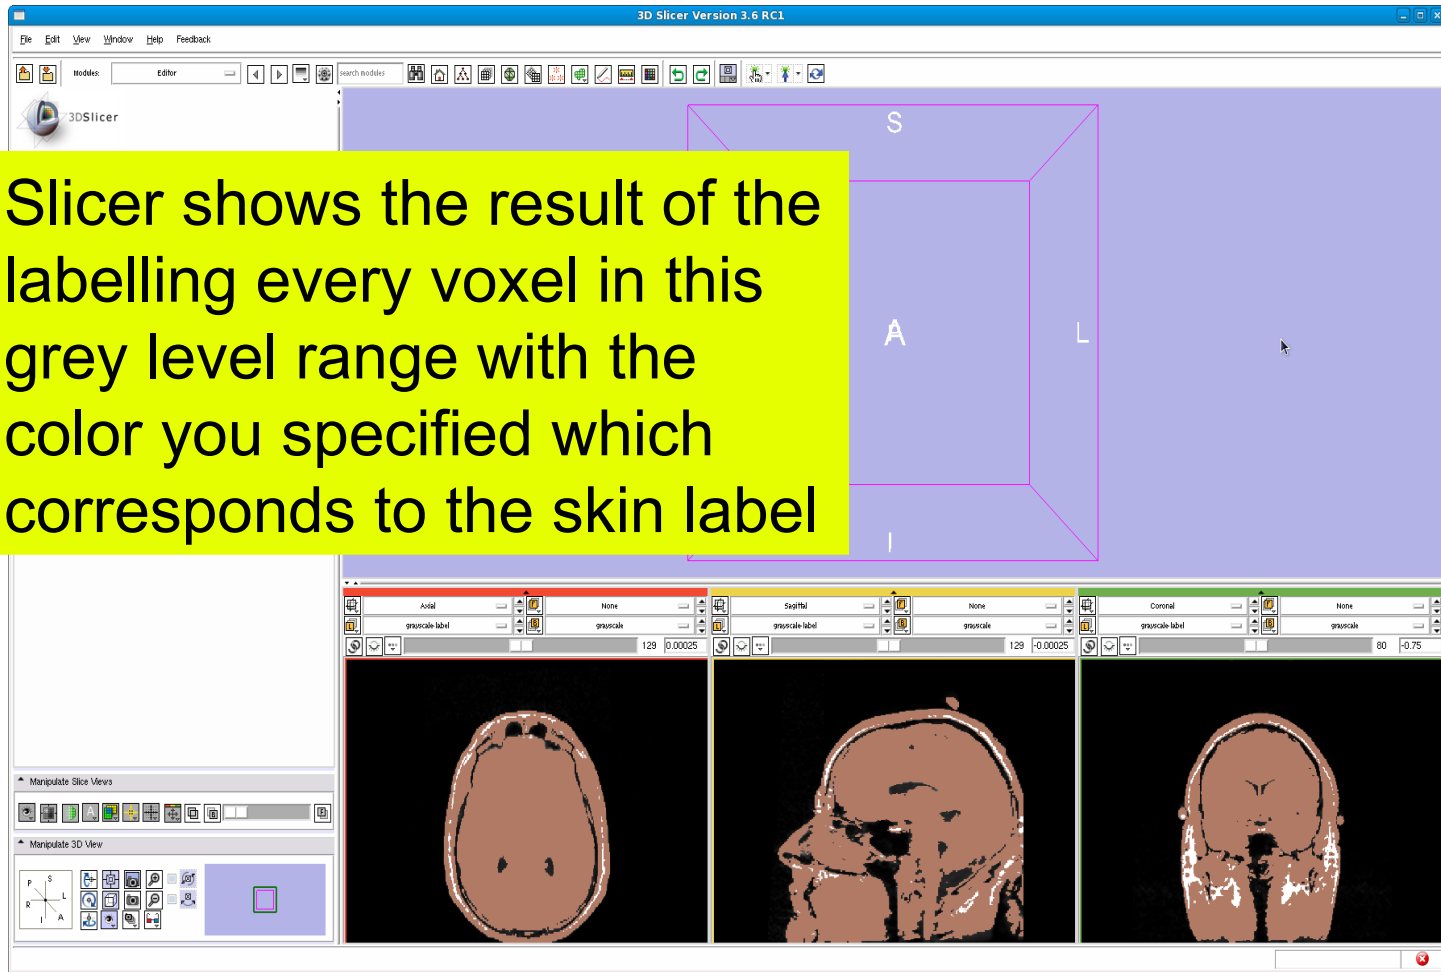 3D Slicer Version 3.6 RC1
File Edit View Window Help Feedback
Modules: Editor search modules
3DSlicer
S
Slicer shows the result of the
labelling every voxel in this
grey level range with the
color you specified which
corresponds to the skin label
A L
I
Axial None Sagittal None Coronal None
grayscale-label grayscale grayscale-label grayscale grayscale-label grayscale
129 0.00025 129 -0.00025 80 -0.75
Manipulate Slice Views
Manipulate 3D View
P S
R L
I A